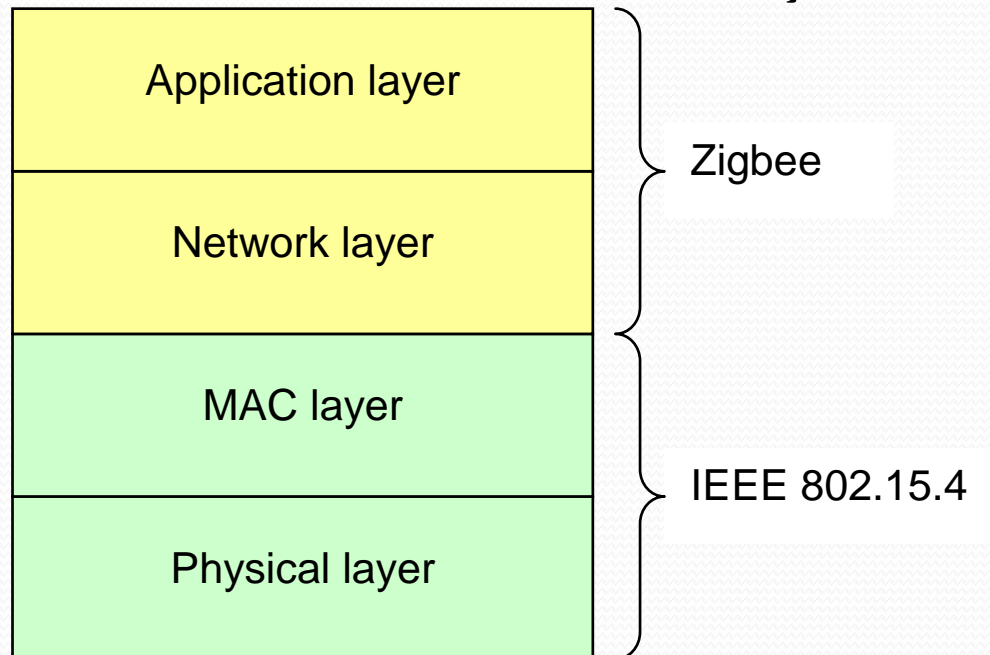 Application layer
Zigbee
Network layer
MAC layer
IEEE 802.15.4
Physical layer